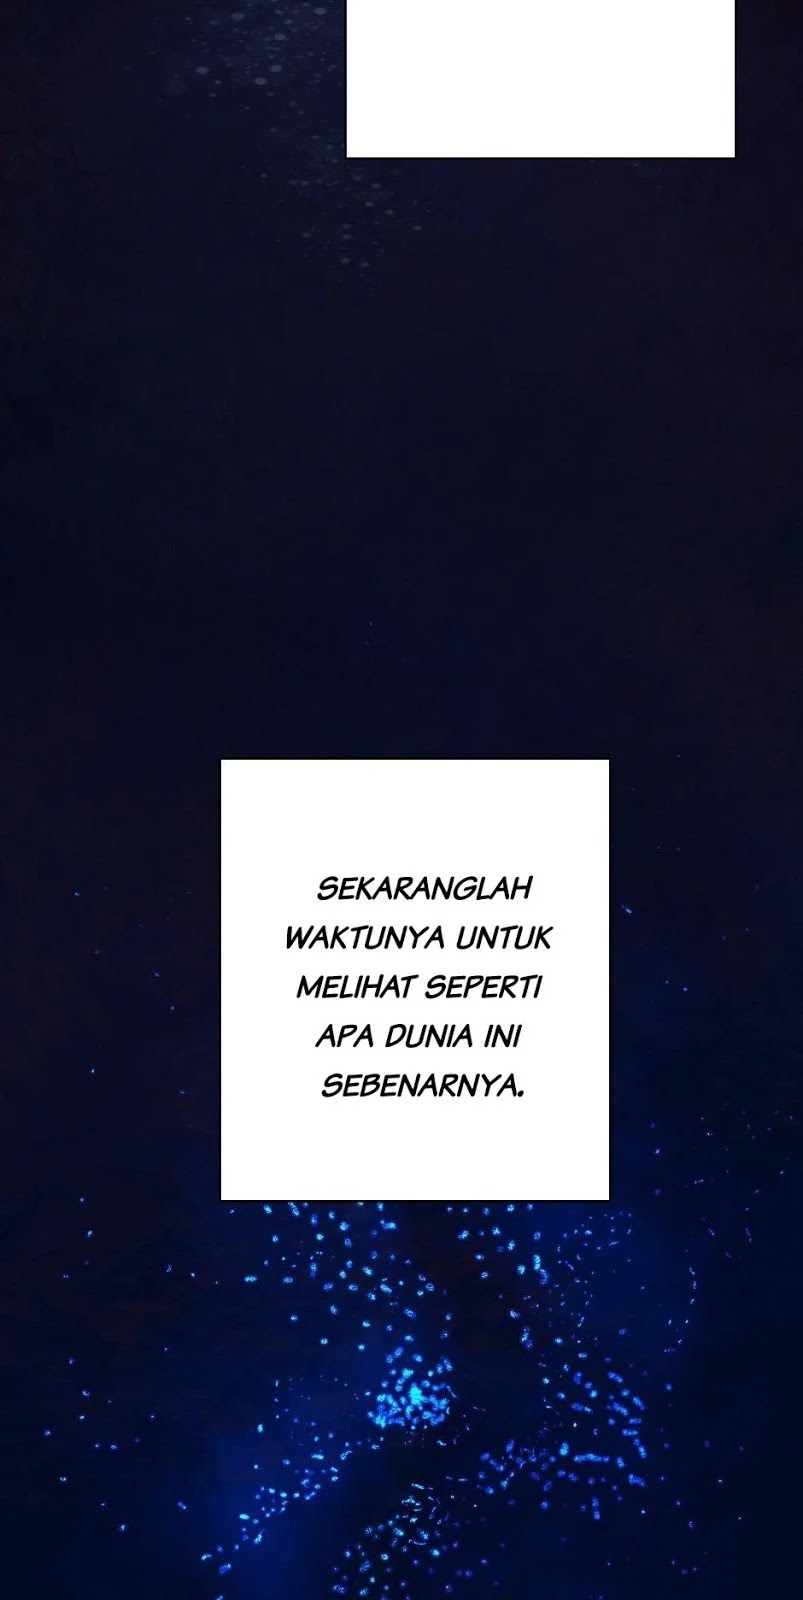 SEKARANGLAH
WAKTUNYA UNTUK
MELIHAT SEPERTI
APA DUNIA INI
SEBENARNYA.